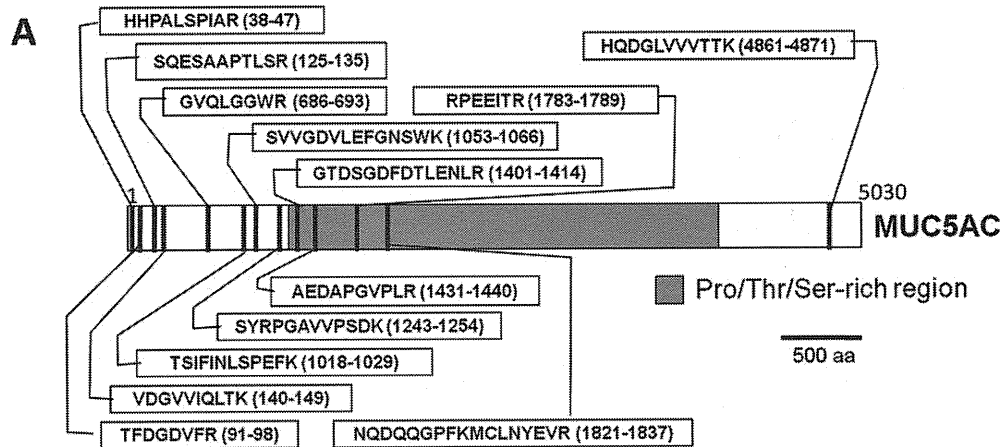 A
HHPALSPIAR (38-47)
SQESAAPTLSR (125-135)
HQDGLVVVTTK (4861-4871)
GVQLGGWR (686-693)
RPEEITR (1783-1789)
SVVGDVLEFGNSWK (1053-1066)
GTDSGDFDTLENLR (1401-1414)
1
5030
MUC5AC
AEDAPGVPLR (1431-1440)
Pro/Thr/Ser-rich region
SYRPGAVVPSDK (1243-1254)
TSIFINLSPEFK (1018-1029)
500 aa
VDGVVIQLTK (140-149)
TFDGDVFR (91-98)
NQDQQGPFKMCLNYEVR (1821-1837)